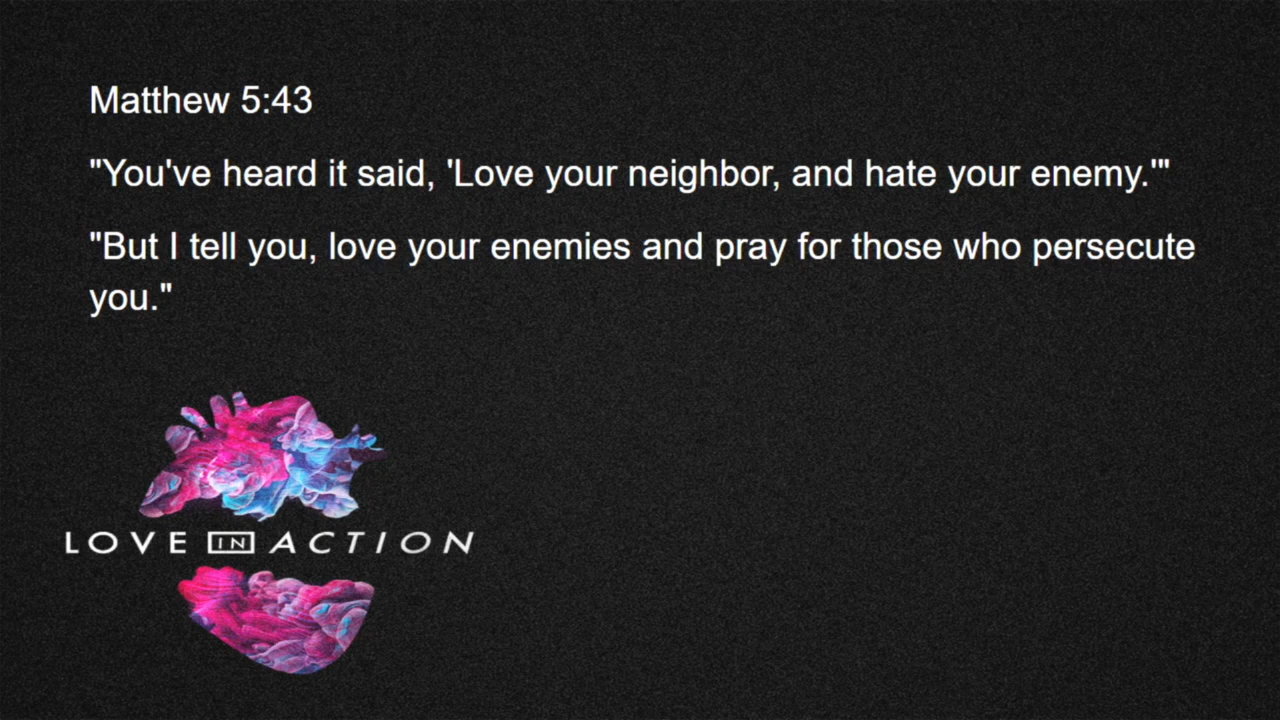 Matthew 5:43
"You've heard it said, 'Love your neighbor, and hate your enemy.'"
"But I tell you, love your enemies and pray for those who persecute
you."
LOVE IN ACTION